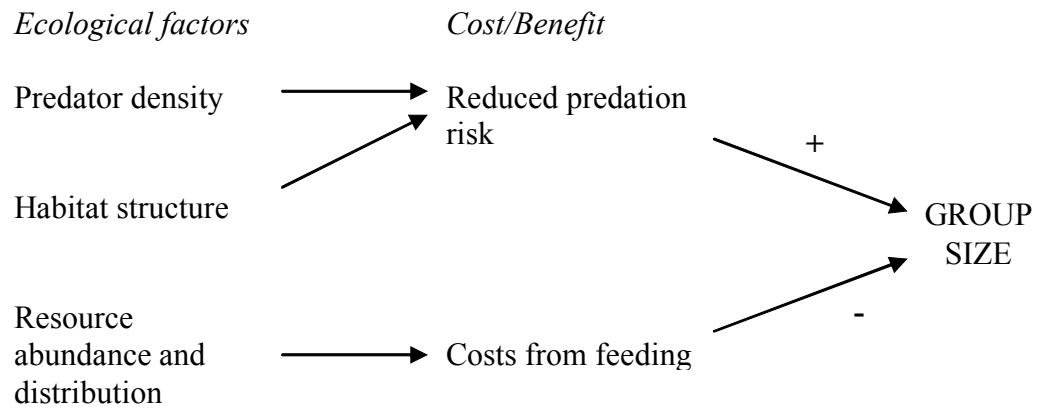 Ecological factors
Cost/Benefit
Predator density
Reduced predation
risk
+
Habitat structure
GROUP
SIZE
Resource
abundance and
distribution
Costs from feeding
-